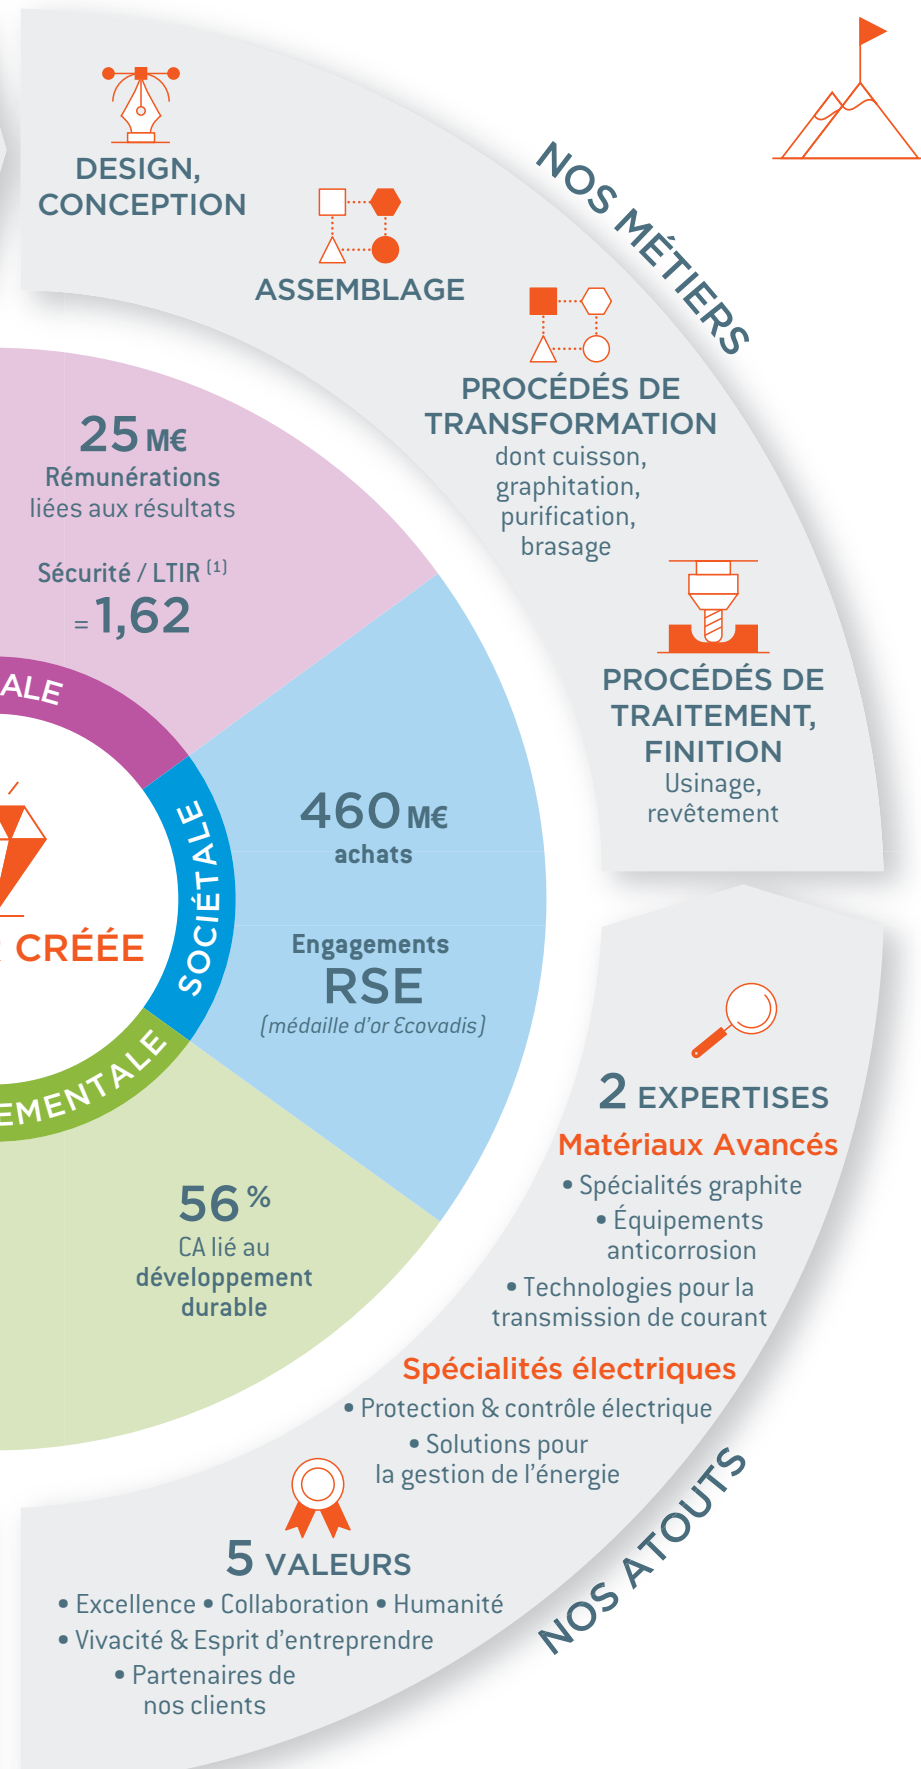 DESIGN,
CONCEPTION
ASSEMBLAGE
NOS MÉTIERS
PROCÉDÉS DE
TRANSFORMATION
dont cuisson,
graphitation,
purification,
brasage
PROCÉDÉS DE
TRAITEMENT,
FINITION
Usinage,
revêtement
25 M€
Rémunérations
liées aux résultats
Sécurité / LTIR (1)
= 1,62
ALE
SOCIÉTALE
460 M€
achats
Engagements
RSE
(médaille d'or Ecovadis)
CRÉÉE
EMENTALE
56 %
CA lié au
développement
durable
2 EXPERTISES
Matériaux Avancés
• Spécialités graphite
• Équipements
anticorrosion
• Technologies pour la
transmission de courant
Spécialités électriques
• Protection & contrôle électrique
• Solutions pour
la gestion de l'énergie
NOS ATOUTS
5 VALEURS
• Excellence • Collaboration • Humanité
• Vivacité & Esprit d'entreprendre
• Partenaires de
nos clients